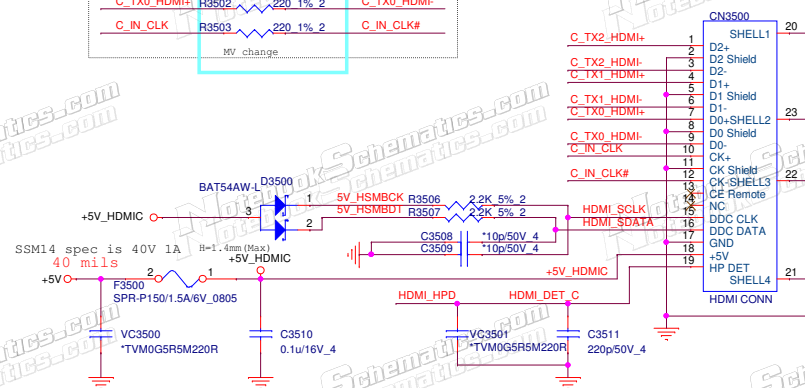 C_TX0_HDMI+ R3502 220_1%_2 C_TX0_HDMI-
C_IN_CLK R3503 220_1%_2 C_IN_CLK#
MV change
CN3500
SHELL1 20
C_TX2_HDMI+ 1 D2+
2 D2 Shield
C_TX2_HDMI- 3 D2-
C_TX1_HDMI+ 4 D1+
5 D1 Shield
C_TX1_HDMI- 6 D1-
C_TX0_HDMI+ 7 D0+ SHELL2 23
8 D0 Shield
C_TX0_HDMI- 9 D0-
C_IN_CLK 10 CK+
11 CK Shield
C_IN_CLK# 12 CK- SHELL3 22
13 CE Remote
14 NC
HDMI_SCLK 15 DDC CLK
HDMI_SDATA 16 DDC DATA
17 GND
18 +5V
+5V_HDMIC 19 HP DET
SHELL4 21
HDMI CONN
D3500
BAT54AW-L
+5V_HDMIC 3
1 5V_HSMBCK R3506 2.2K_5%_2
2 5V_HSMBDT R3507 2.2K_5%_2
C3508 *10p/50V_4
C3509 *10p/50V_4
SSM14 spec is 40V 1A
H=1.4mm(Max)
40 mils
+5V_HDMIC
+5V 2 1
F3500
SPR-P150/1.5A/6V_0805
HDMI_HPD HDMI_DET_C
VC3500
*TVM0G5R5M220R
C3510
0.1u/16V_4
VC3501
*TVM0G5R5M220R
C3511
220p/50V_4
NotebookSchematics.com